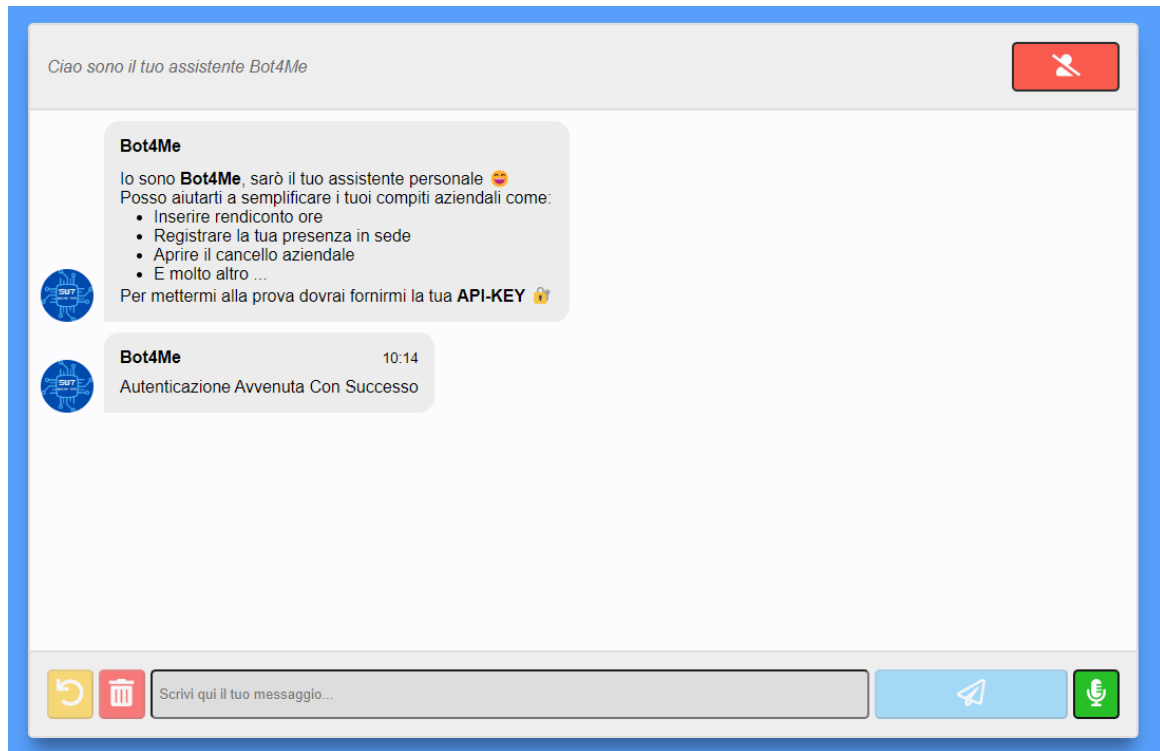 Ciao sono il tuo assistente Bot4Me
Bot4Me
Io sono Bot4Me, sarò il tuo assistente personale 😄
Posso aiutarti a semplificare i tuoi compiti aziendali come:
• Inserire rendiconto ore
• Registrare la tua presenza in sede
• Aprire il cancello aziendale
• E molto altro ...
Per mettermi alla prova dovrai fornirmi la tua API-KEY 🔐
SWT
Bot4Me 10:14
Autenticazione Avvenuta Con Successo
SWT
Scrivi qui il tuo messaggio...